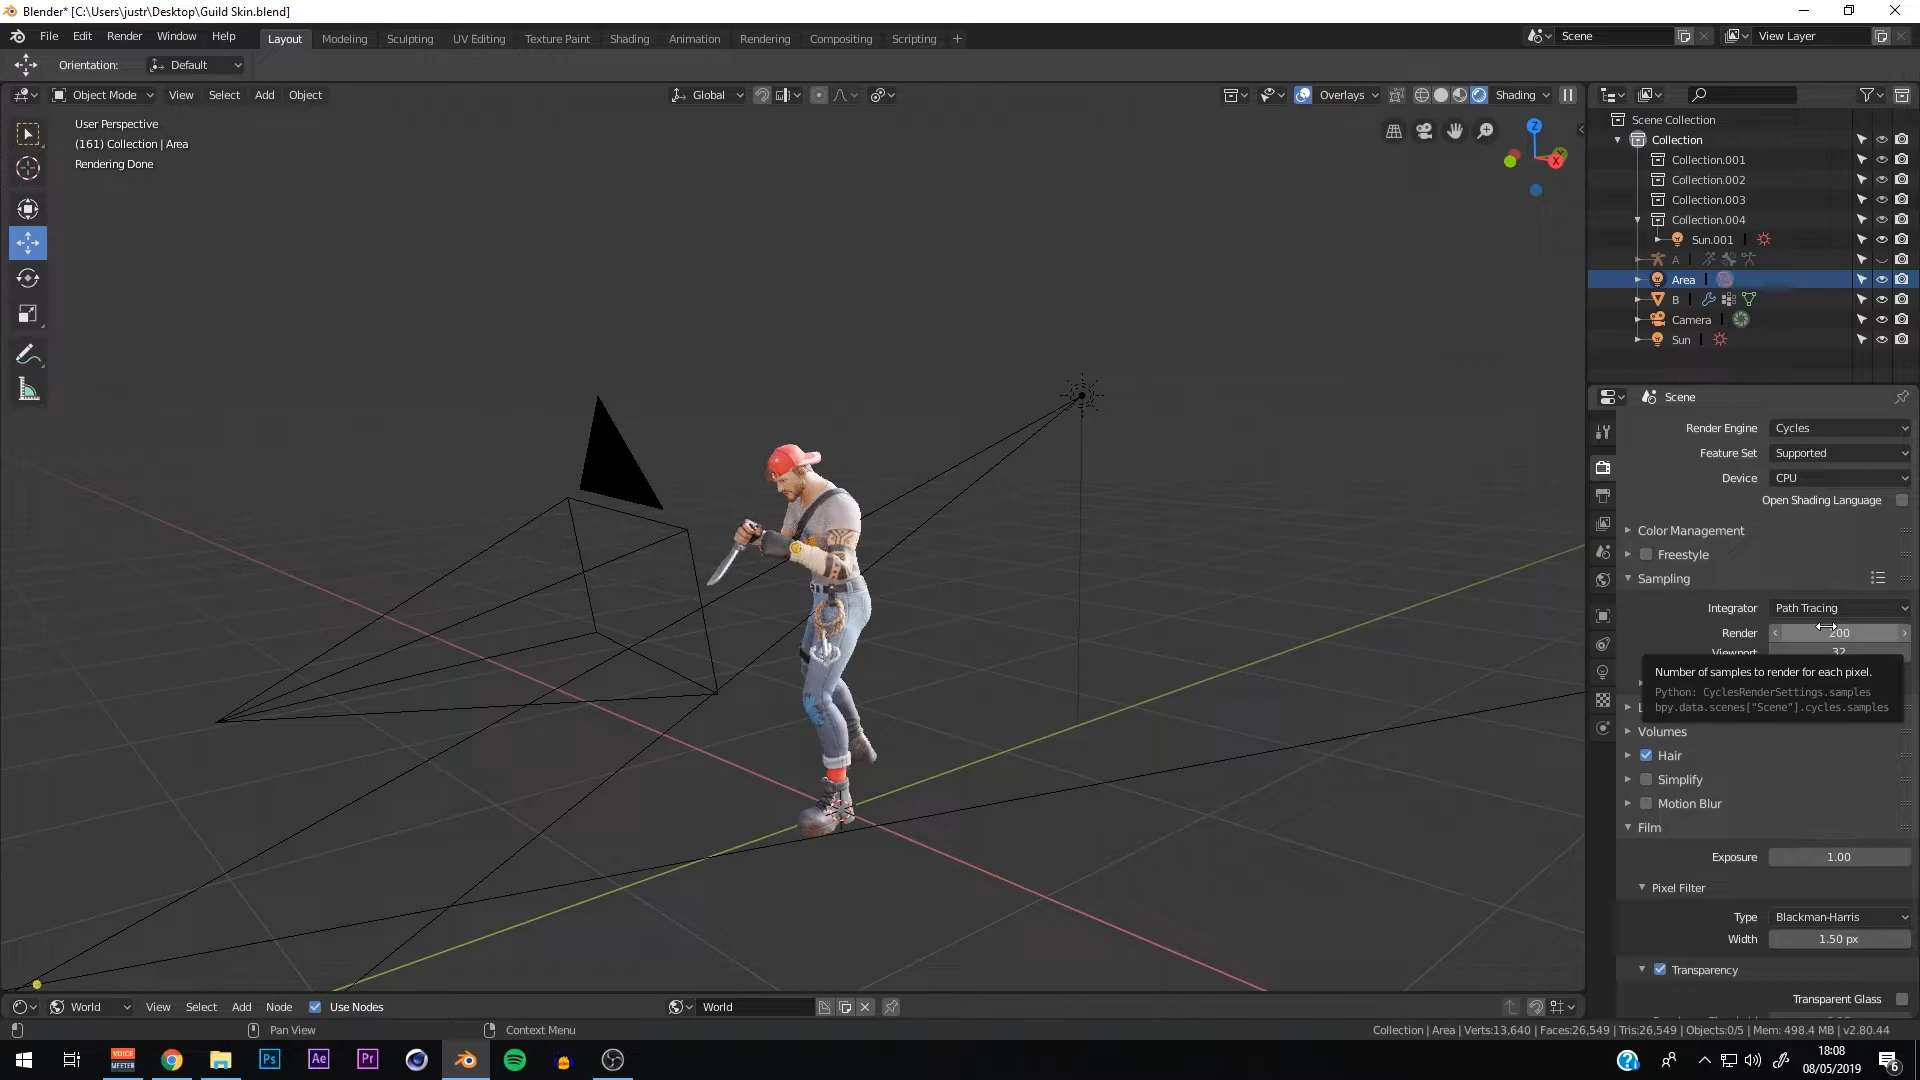 Blender* [C:\Users\justr\Desktop\Guild Skin.blend]
File Edit Render Window Help Layout Modeling Sculpting UV Editing Texture Paint Shading Animation Rendering Compositing Scripting + Scene View Layer
Orientation: Default
Object Mode View Select Add Object Global Overlays Shading
User Perspective
(161) Collection | Area
Rendering Done
Z
Y
X
Scene Collection
Collection
Collection.001
Collection.002
Collection.003
Collection.004
Sun.001
A
Area
B
Camera
Sun
Scene
Render Engine Cycles
Feature Set Supported
Device CPU
Open Shading Language
Color Management
Freestyle
Sampling
Integrator Path Tracing
Render 200
Viewport 32
Number of samples to render for each pixel.
Python: CyclesRenderSettings.samples
bpy.data.scenes["Scene"].cycles.samples
Volumes
Hair
Simplify
Motion Blur
Film
Exposure 1.00
Pixel Filter
Type Blackman-Harris
Width 1.50 px
Transparency
Transparent Glass
World View Select Add Node Use Nodes World
Pan View Context Menu Collection | Area | Verts:13,640 | Faces:26,549 | Tris:26,549 | Objects:0/5 | Mem: 498.4 MB | v2.80.44
VOICE
MEETER
Ps Ae Pr
18:08
08/05/2019
6